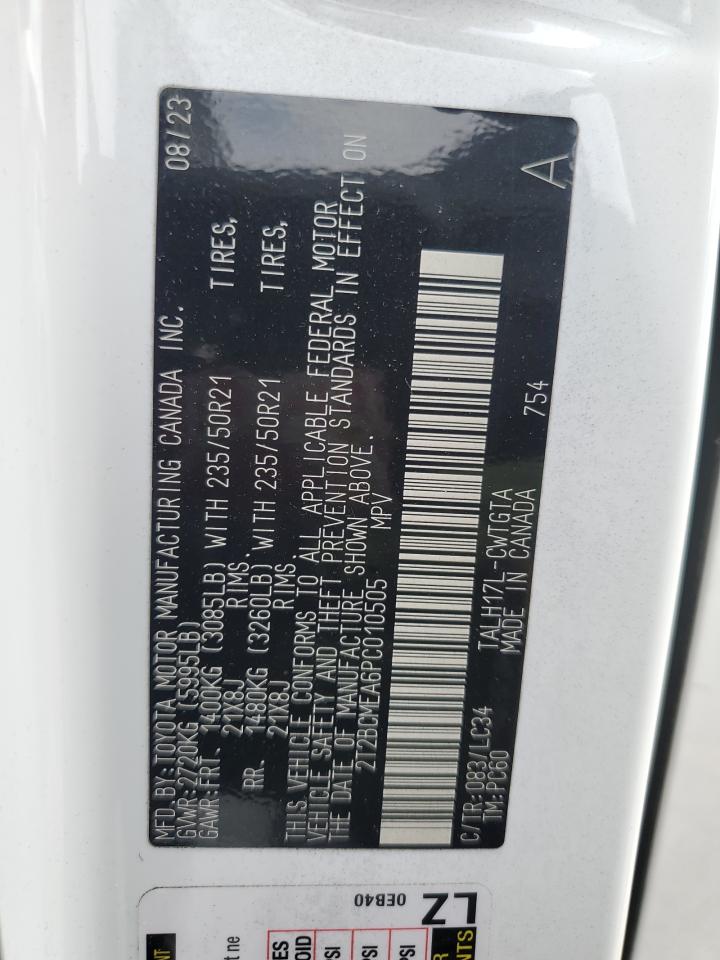 MFD BY:TOYOTA MOTOR MANUFACTURING CANADA INC. 08/23
GVWR:2720KG (5995LB)
GAWR:FRT. 1400KG (3085LB) WITH 235/50R21 TIRES,
21X8J RIMS.
RR. 1480KG (3260LB) WITH 235/50R21 TIRES,
21X8J RIMS.
THIS VEHICLE CONFORMS TO ALL APPLICABLE FEDERAL MOTOR
VEHICLE SAFETY AND THEFT PREVENTION STANDARDS IN EFFECT ON
THE DATE OF MANUFACTURE SHOWN ABOVE.
2T2BCMEA6PC010505 MPV
C/TR:0837LC34 TALH17L-CWTGTA
TM:PC60 MADE IN CANADA 754 A
LZ
0EB40